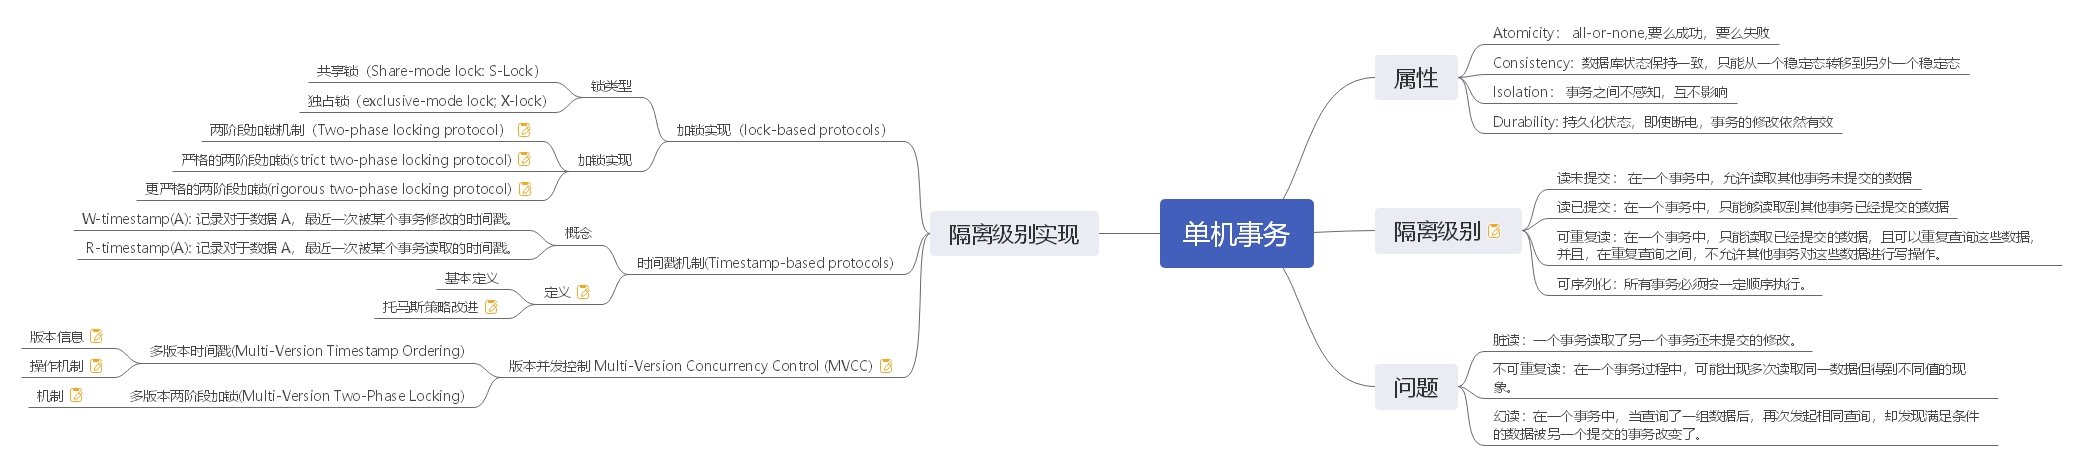 单机事务
属性
Atomicity： all-or-none,要么成功，要么失败
Consistency: 数据库状态保持一致，只能从一个稳定态转移到另外一个稳定态
Isolation： 事务之间不感知，互不影响
Durability: 持久化状态，即使断电，事务的修改依然有效
隔离级别
读未提交： 在一个事务中，允许读取其他事务未提交的数据
读已提交：在一个事务中，只能够读取到其他事务已经提交的数据
可重复读：在一个事务中，只能读取已经提交的数据，且可以重复查询这些数据，
并且，在重复查询之间，不允许其他事务对这些数据进行写操作。
可序列化：所有事务必须按一定顺序执行。
问题
脏读：一个事务读取了另一个事务还未提交的修改。
不可重复读：在一个事务过程中，可能出现多次读取同一数据但得到不同值的现
象。
幻读：在一个事务中，当查询了一组数据后，再次发起相同查询，却发现满足条件
的数据被另一个提交的事务改变了。
隔离级别实现
加锁实现（lock-based protocols）
锁类型
共享锁（Share-mode lock: S-Lock）
独占锁（exclusive-mode lock; X-lock）
加锁实现
两阶段加锁机制（Two-phase locking protocol）
严格的两阶段加锁(strict two-phase locking protocol)
更严格的两阶段加锁(rigorous two-phase locking protocol)
时间戳机制(Timestamp-based protocols)
概念
W-timestamp(A): 记录对于数据 A，最近一次被某个事务修改的时间戳。
R-timestamp(A): 记录对于数据 A，最近一次被某个事务读取的时间戳。
定义
基本定义
托马斯策略改进
版本并发控制 Multi-Version Concurrency Control (MVCC)
多版本时间戳(Multi-Version Timestamp Ordering)
版本信息
操作机制
多版本两阶段加锁(Multi-Version Two-Phase Locking)
机制